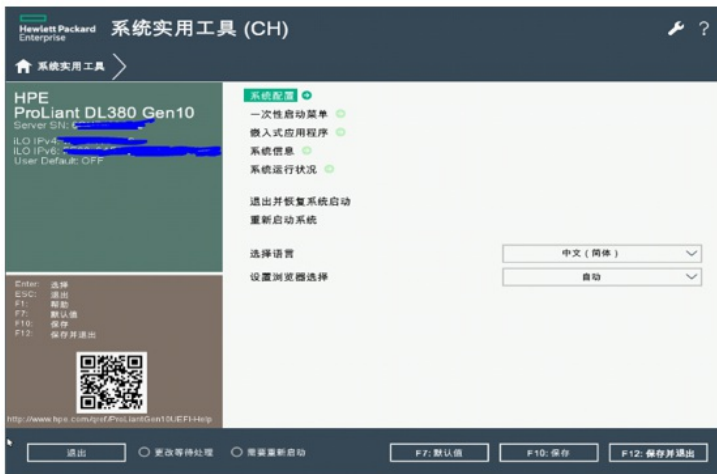 Hewlett Packard
Enterprise
系统实用工具 (CH)
?
系统实用工具
HPE
ProLiant DL380 Gen10
Server SN:
iLO IPv4:
iLO IPv6:
User Default: OFF
Enter: 选择
ESC: 退出
F1: 帮助
F7: 默认值
F10: 保存
F12: 保存并退出
http://www.hpe.com/qref/ProLiantGen10UEFI-Help
系统配置
一次性启动菜单
嵌入式应用程序
系统信息
系统运行状况
退出并恢复系统启动
重新启动系统
选择语言
中文 ( 简体 )
设置浏览器选择
自动
退出
更改等待处理
需要重新启动
F7: 默认值
F10: 保存
F12: 保存并退出